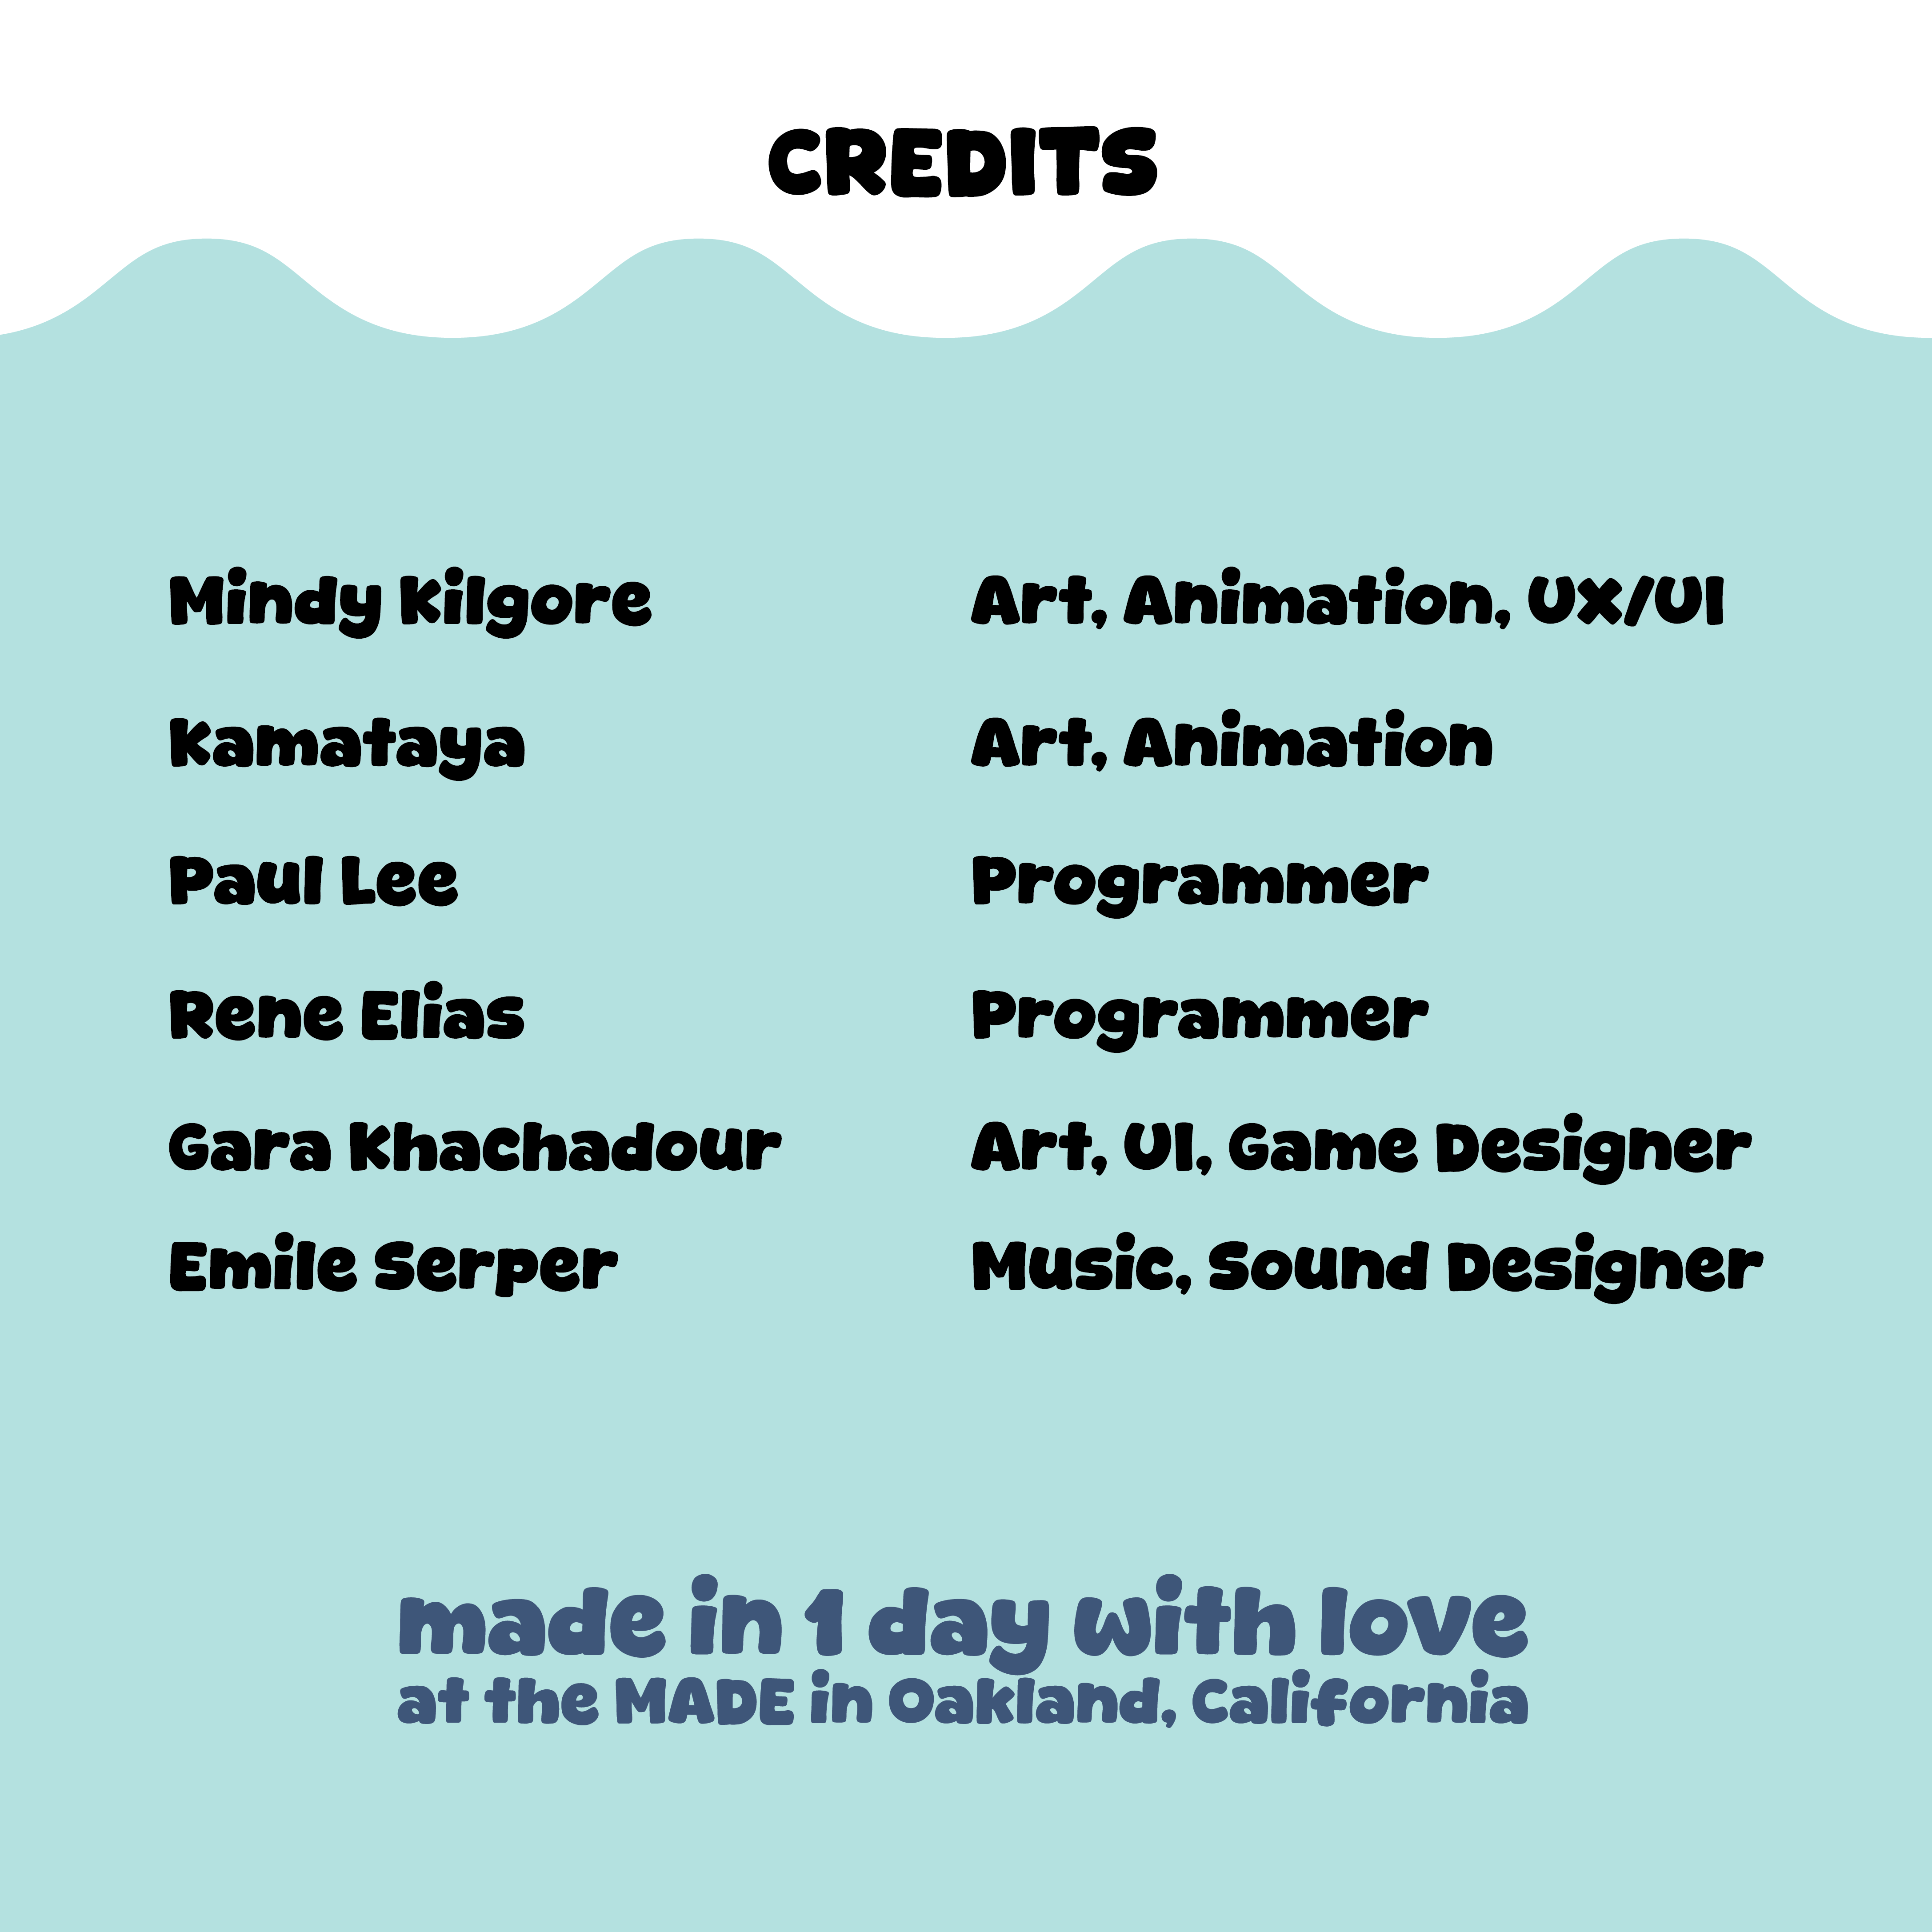 CREDITS
Mindy Kilgore Art, Animation, UX/UI
Kamataya Art, Animation
Paul Lee Programmer
Rene Elias Programmer
Gara Khachadour Art, UI, Game Designer
Emile Serper Music, Sound Designer
made in 1 day with love
at the MADE in Oakland, California